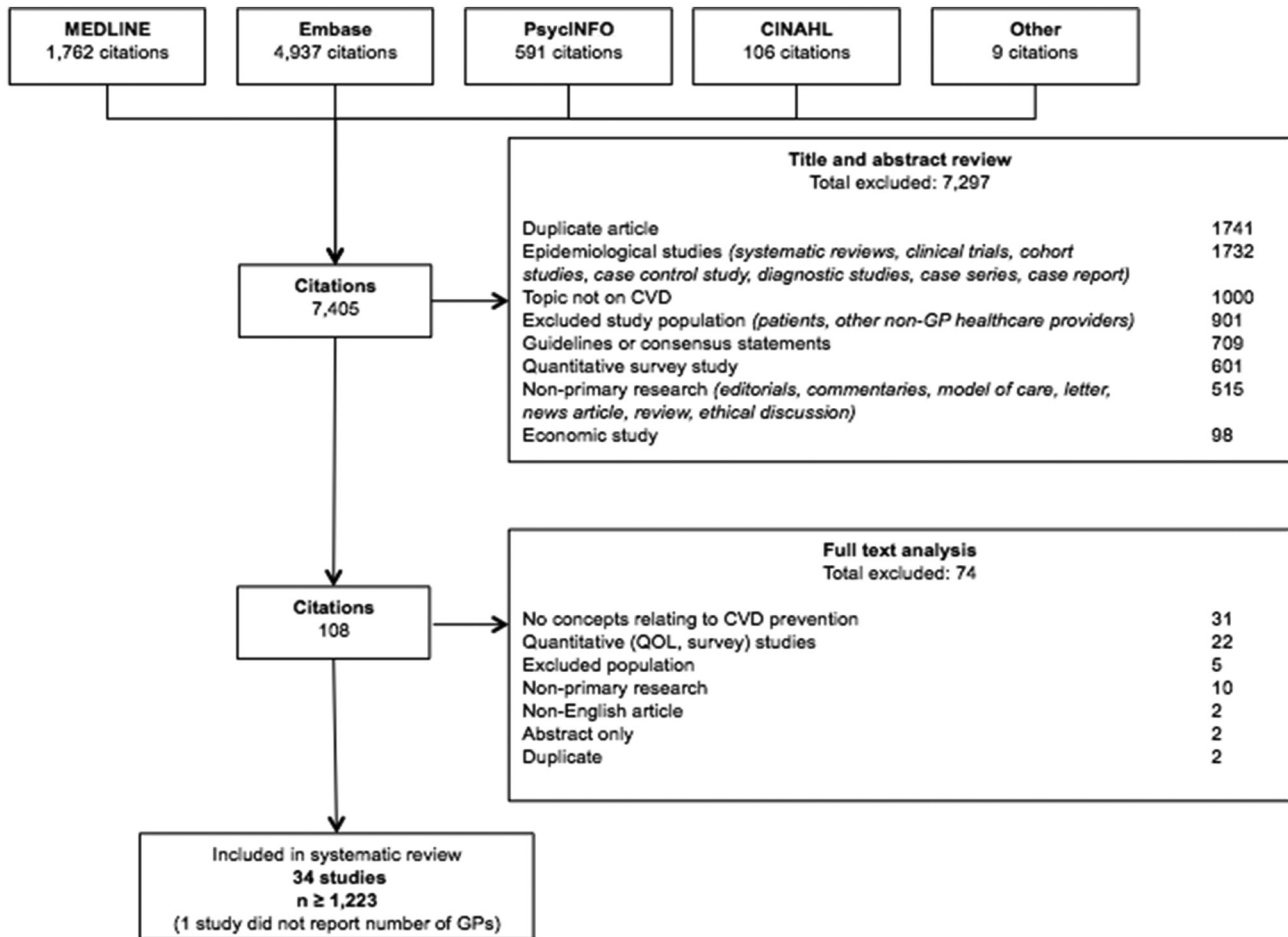 MEDLINE
1,762 citations
Embase
4,937 citations
PsycINFO
591 citations
CINAHL
106 citations
Other
9 citations
Title and abstract review
Total excluded: 7,297
Duplicate article 1741
Epidemiological studies (systematic reviews, clinical trials, cohort 1732
studies, case control study, diagnostic studies, case series, case report)
Topic not on CVD 1000
Excluded study population (patients, other non-GP healthcare providers) 901
Guidelines or consensus statements 709
Quantitative survey study 601
Non-primary research (editorials, commentaries, model of care, letter, 515
news article, review, ethical discussion)
Economic study 98
Citations
7,405
Full text analysis
Total excluded: 74
No concepts relating to CVD prevention 31
Quantitative (QOL, survey) studies 22
Excluded population 5
Non-primary research 10
Non-English article 2
Abstract only 2
Duplicate 2
Citations
108
Included in systematic review
34 studies
n ≥ 1,223
(1 study did not report number of GPs)